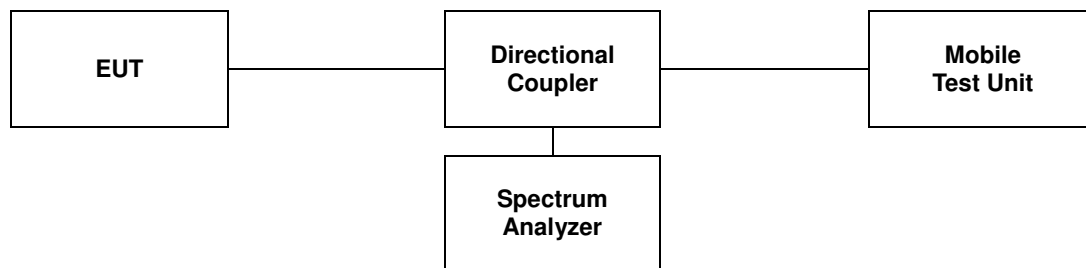 EUT
Directional
Coupler
Mobile
Test Unit
Spectrum
Analyzer